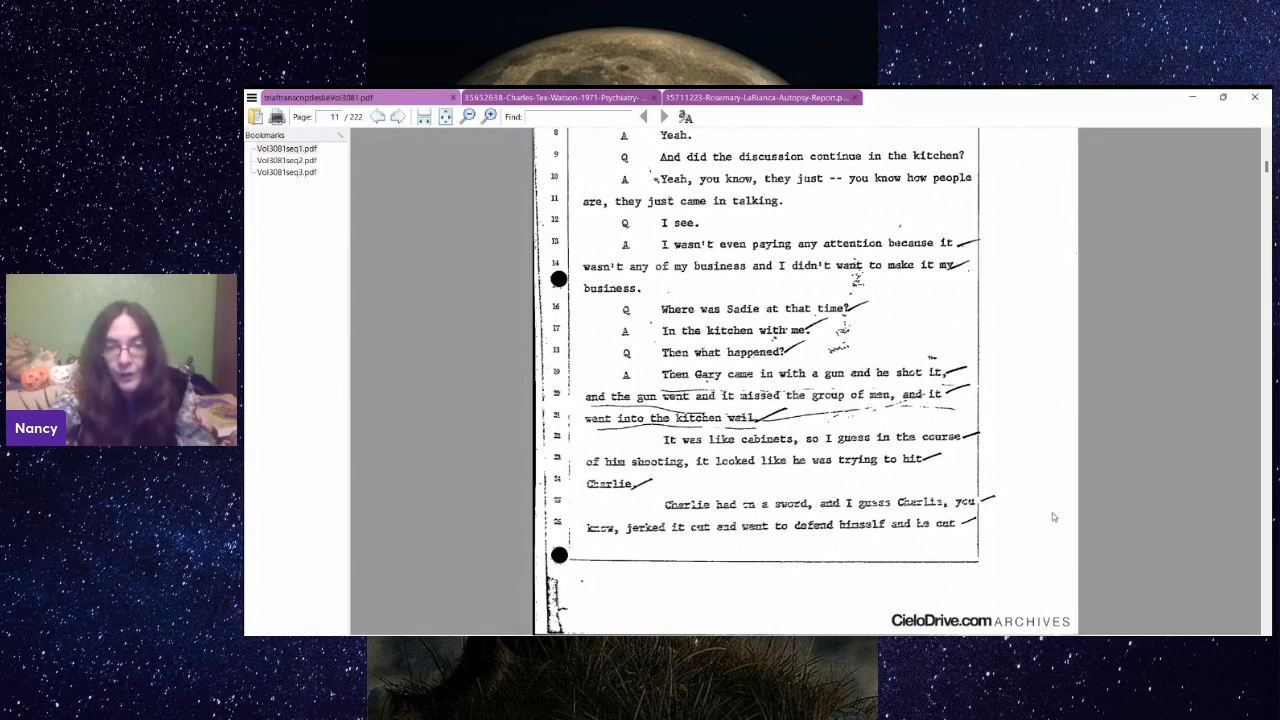 trialtranscriptleslieVol3081.pdf
35652638-Charles-Tex-Watson-1971-Psychiatry-...
35711223-Rosemary-LaBianca-Autopsy-Report.p...
Page: 11 / 222 Find:
Bookmarks
Vol3081seq1.pdf
Vol3081seq2.pdf
Vol3081seq3.pdf
8 A Yeah.
9 Q And did the discussion continue in the kitchen?
10 A Yeah, you know, they just -- you know how people
11 are, they just came in talking.
12 Q I see.
13 A I wasn't even paying any attention because it
14 wasn't any of my business and I didn't want to make it my
business.
16 Q Where was Sadie at that time?
17 A In the kitchen with me.
18 Q Then what happened?
19 A Then Gary came in with a gun and he shot it,
20 and the gun went and it missed the group of men, and it
21 went into the kitchen wall.
22 It was like cabinets, so I guess in the course
23 of him shooting, it looked like he was trying to hit
24 Charlie.
25 Charlie had on a sword, and I guess Charlie, you
26 know, jerked it out and went to defend himself and he cut
CieloDrive.com ARCHIVES
Nancy